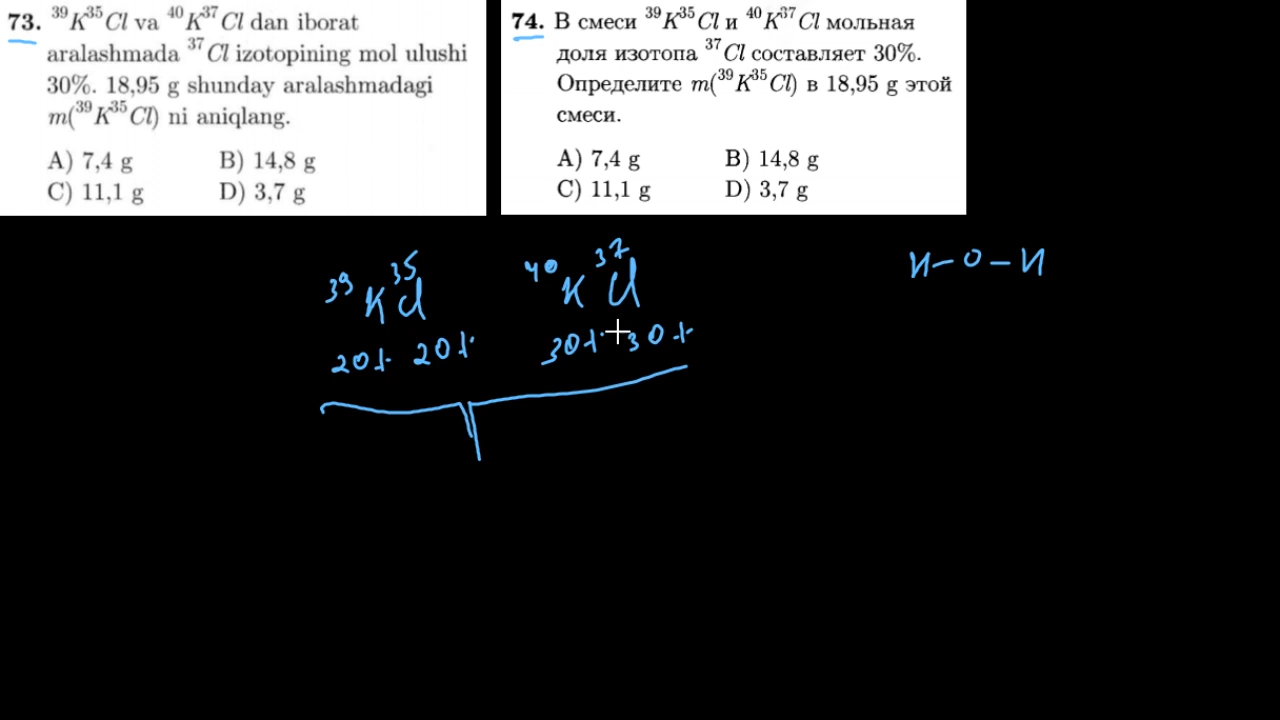 73. ³⁹K³⁵Cl va ⁴⁰K³⁷Cl dan iborat
aralashmada ³⁷Cl izotopining mol ulushi
30%. 18,95 g shunday aralashmadagi
m(³⁹K³⁵Cl) ni aniqlang.
A) 7,4 g B) 14,8 g
C) 11,1 g D) 3,7 g
74. В смеси ³⁹K³⁵Cl и ⁴⁰K³⁷Cl мольная
доля изотопа ³⁷Cl составляет 30%.
Определите m(³⁹K³⁵Cl) в 18,95 g этой
смеси.
A) 7,4 g B) 14,8 g
C) 11,1 g D) 3,7 g
³⁹K³⁵Cl ⁴⁰K³⁷Cl
20% 20% 30% 30%
H-O-H